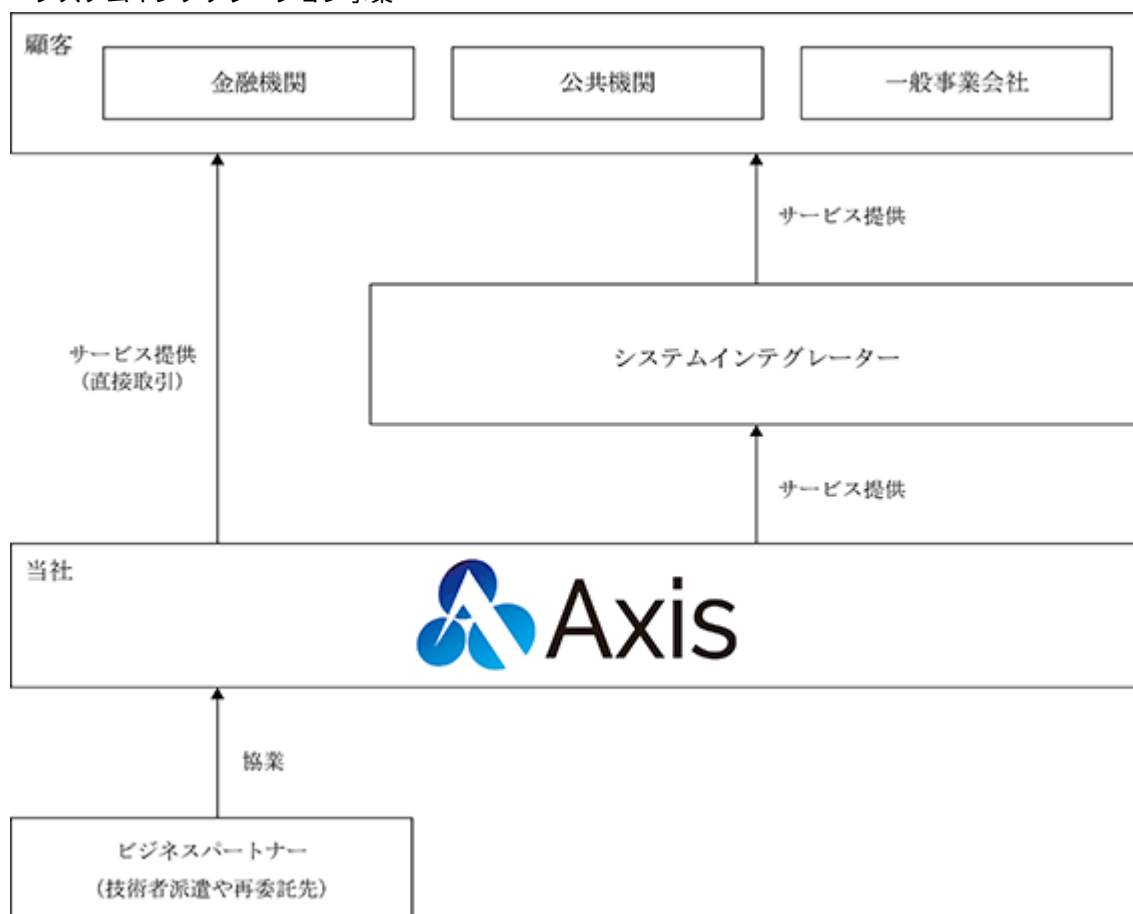 顧客
金融機関
公共機関
一般事業会社
サービス提供
サービス提供
(直接取引)
システムインテグレーター
サービス提供
当社
Axis
協業
ビジネスパートナー
(技術者派遣や再委託先)